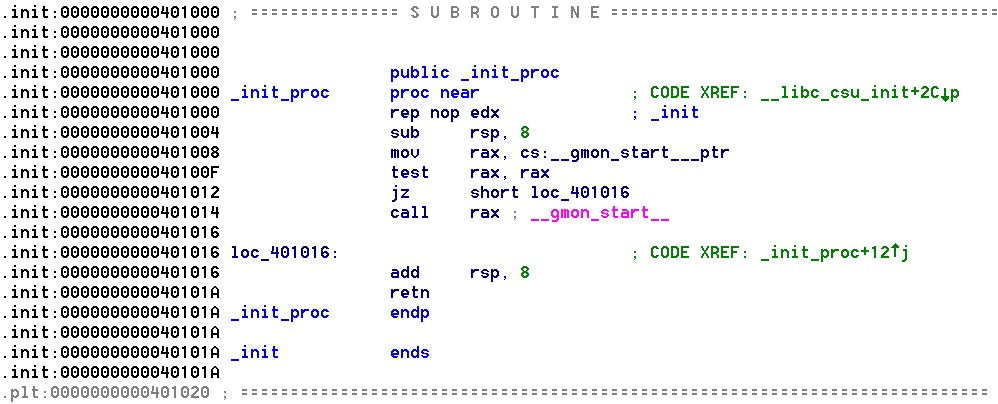 .init:0000000000401000 ; =============== S U B R O U T I N E =======================================
.init:0000000000401000
.init:0000000000401000
.init:0000000000401000                 public _init_proc
.init:0000000000401000 _init_proc      proc near               ; CODE XREF: __libc_csu_init+2C↓p
.init:0000000000401000                 rep nop edx             ; _init
.init:0000000000401004                 sub     rsp, 8
.init:0000000000401008                 mov     rax, cs:__gmon_start___ptr
.init:000000000040100F                 test    rax, rax
.init:0000000000401012                 jz      short loc_401016
.init:0000000000401014                 call    rax ; __gmon_start__
.init:0000000000401016
.init:0000000000401016 loc_401016:                             ; CODE XREF: _init_proc+12↑j
.init:0000000000401016                 add     rsp, 8
.init:000000000040101A                 retn
.init:000000000040101A _init_proc      endp
.init:000000000040101A
.init:000000000040101A _init           ends
.init:000000000040101A
.plt:0000000000401020 ; ===========================================================================